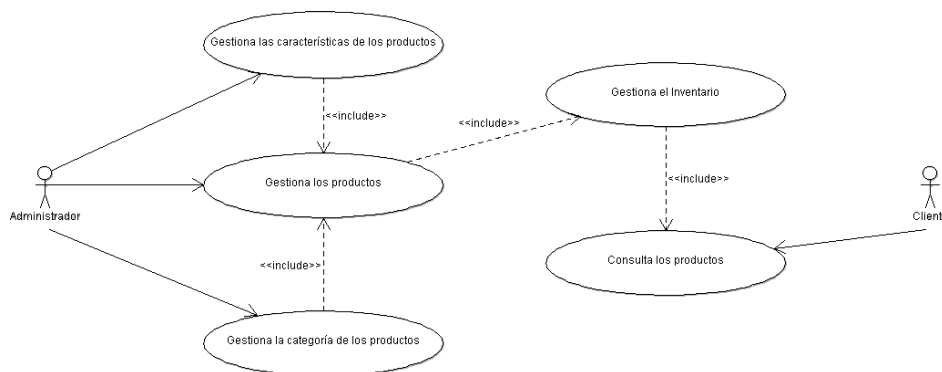 Gestiona las características de los productos
<<include>>
Gestiona el Inventario
<<include>>
Gestiona los productos
<<include>>
Administrador
Client
<<include>>
Consulta los productos
Gestiona la categoría de los productos